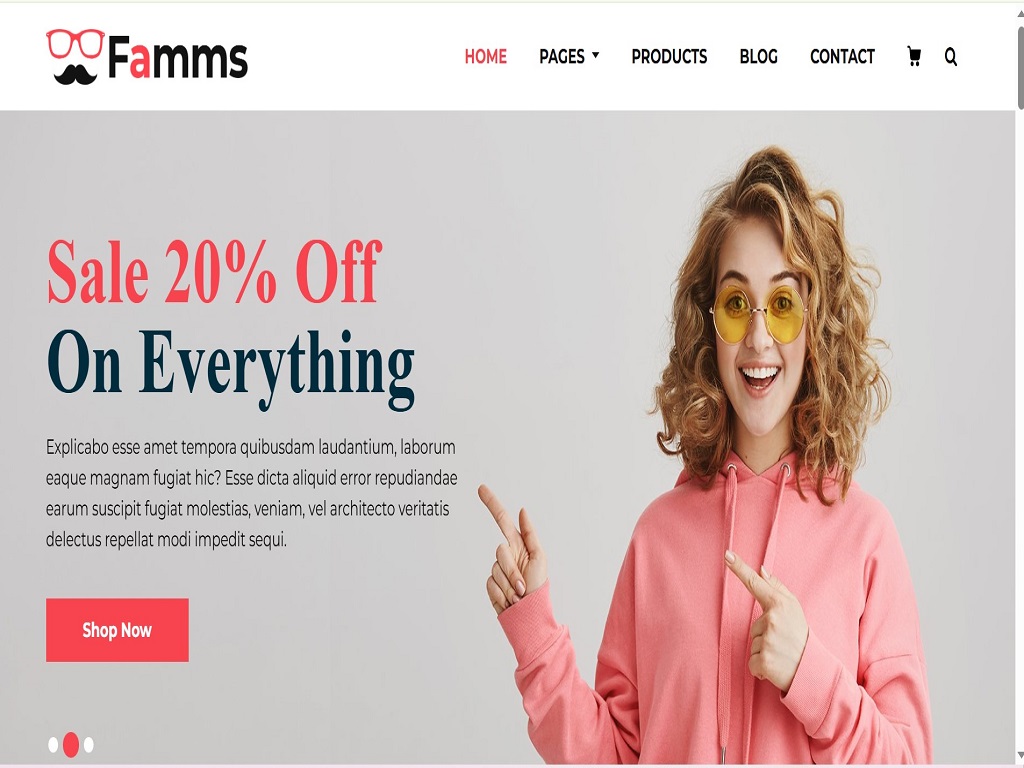 Famms
HOME PAGES PRODUCTS BLOG CONTACT
Sale 20% Off
On Everything
Explicabo esse amet tempora quibusdam laudantium, laborum
eaque magnam fugiat hic? Esse dicta aliquid error repudiandae
earum suscipit fugiat molestias, veniam, vel architecto veritatis
delectus repellat modi impedit sequi.
Shop Now